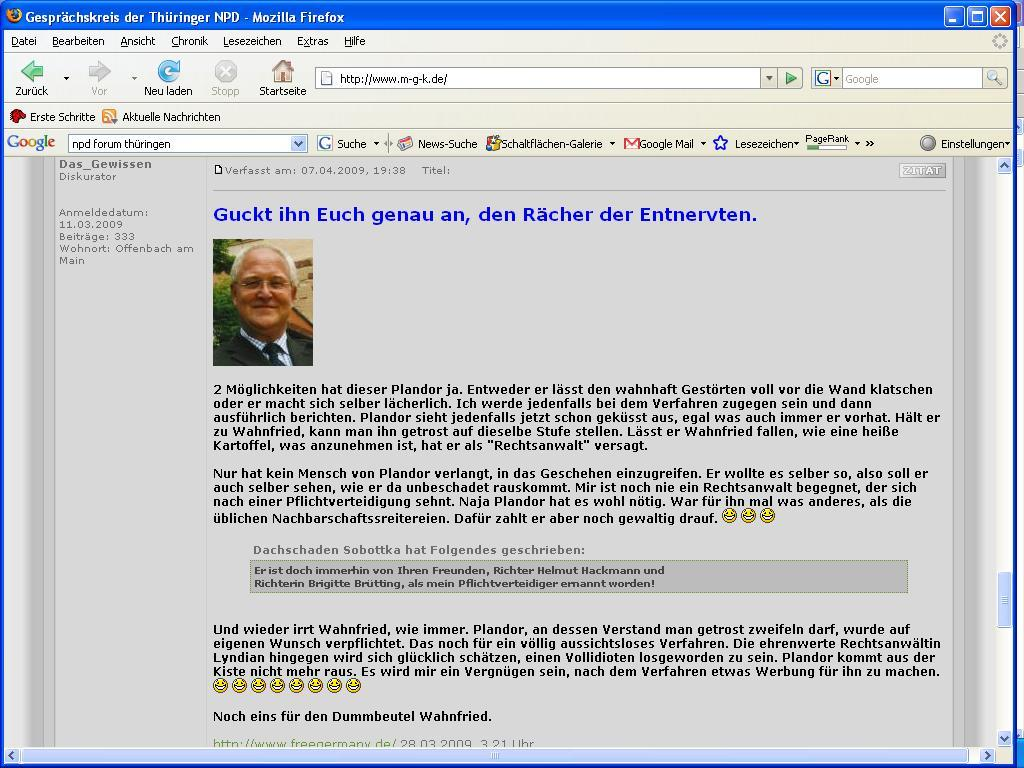 Gesprächskreis der Thüringer NPD - Mozilla Firefox
Datei Bearbeiten Ansicht Chronik Lesezeichen Extras Hilfe
Zurück Vor Neu laden Stopp Startseite http://www.m-g-k.de/ G Google
Erste Schritte Aktuelle Nachrichten
Google npd forum thüringen G Suche News-Suche Schaltflächen-Galerie Google Mail Lesezeichen PageRank » Einstellungen
Das_Gewissen
Diskurator
Anmeldedatum:
11.03.2009
Beiträge: 333
Wohnort: Offenbach am
Main
Verfasst am: 07.04.2009, 19:38 Titel: ZITAT
Guckt ihn Euch genau an, den Rächer der Entnervten.
2 Möglichkeiten hat dieser Plandor ja. Entweder er lässt den wahnhaft Gestörten voll vor die Wand klatschen
oder er macht sich selber lächerlich. Ich werde jedenfalls bei dem Verfahren zugegen sein und dann
ausführlich berichten. Plandor sieht jedenfalls jetzt schon geküsst aus, egal was auch immer er vorhat. Hält er
zu Wahnfried, kann man ihn getrost auf dieselbe Stufe stellen. Lässt er Wahnfried fallen, wie eine heiße
Kartoffel, was anzunehmen ist, hat er als "Rechtsanwalt" versagt.
Nur hat kein Mensch von Plandor verlangt, in das Geschehen einzugreifen. Er wollte es selber so, also soll er
auch selber sehen, wie er da unbeschadet rauskommt. Mir ist noch nie ein Rechtsanwalt begegnet, der sich
nach einer Pflichtverteidigung sehnt. Naja Plandor hat es wohl nötig. War für ihn mal was anderes, als die
üblichen Nachbarschaftssreitereien. Dafür zahlt er aber noch gewaltig drauf.
Dachschaden Sobottka hat Folgendes geschrieben:
Er ist doch immerhin von Ihren Freunden, Richter Helmut Hackmann und
Richterin Brigitte Brütting, als mein Pflichtverteidiger ernannt worden!
Und wieder irrt Wahnfried, wie immer. Plandor, an dessen Verstand man getrost zweifeln darf, wurde auf
eigenen Wunsch verpflichtet. Das noch für ein völlig aussichtsloses Verfahren. Die ehrenwerte Rechtsanwältin
Lyndian hingegen wird sich glücklich schätzen, einen Vollidioten losgeworden zu sein. Plandor kommt aus der
Kiste nicht mehr raus. Es wird mir ein Vergnügen sein, nach dem Verfahren etwas Werbung für ihn zu machen.
Noch eins für den Dummbeutel Wahnfried.
http://www.freegermany.de/ 28.03.2009, 3.21 Uhr